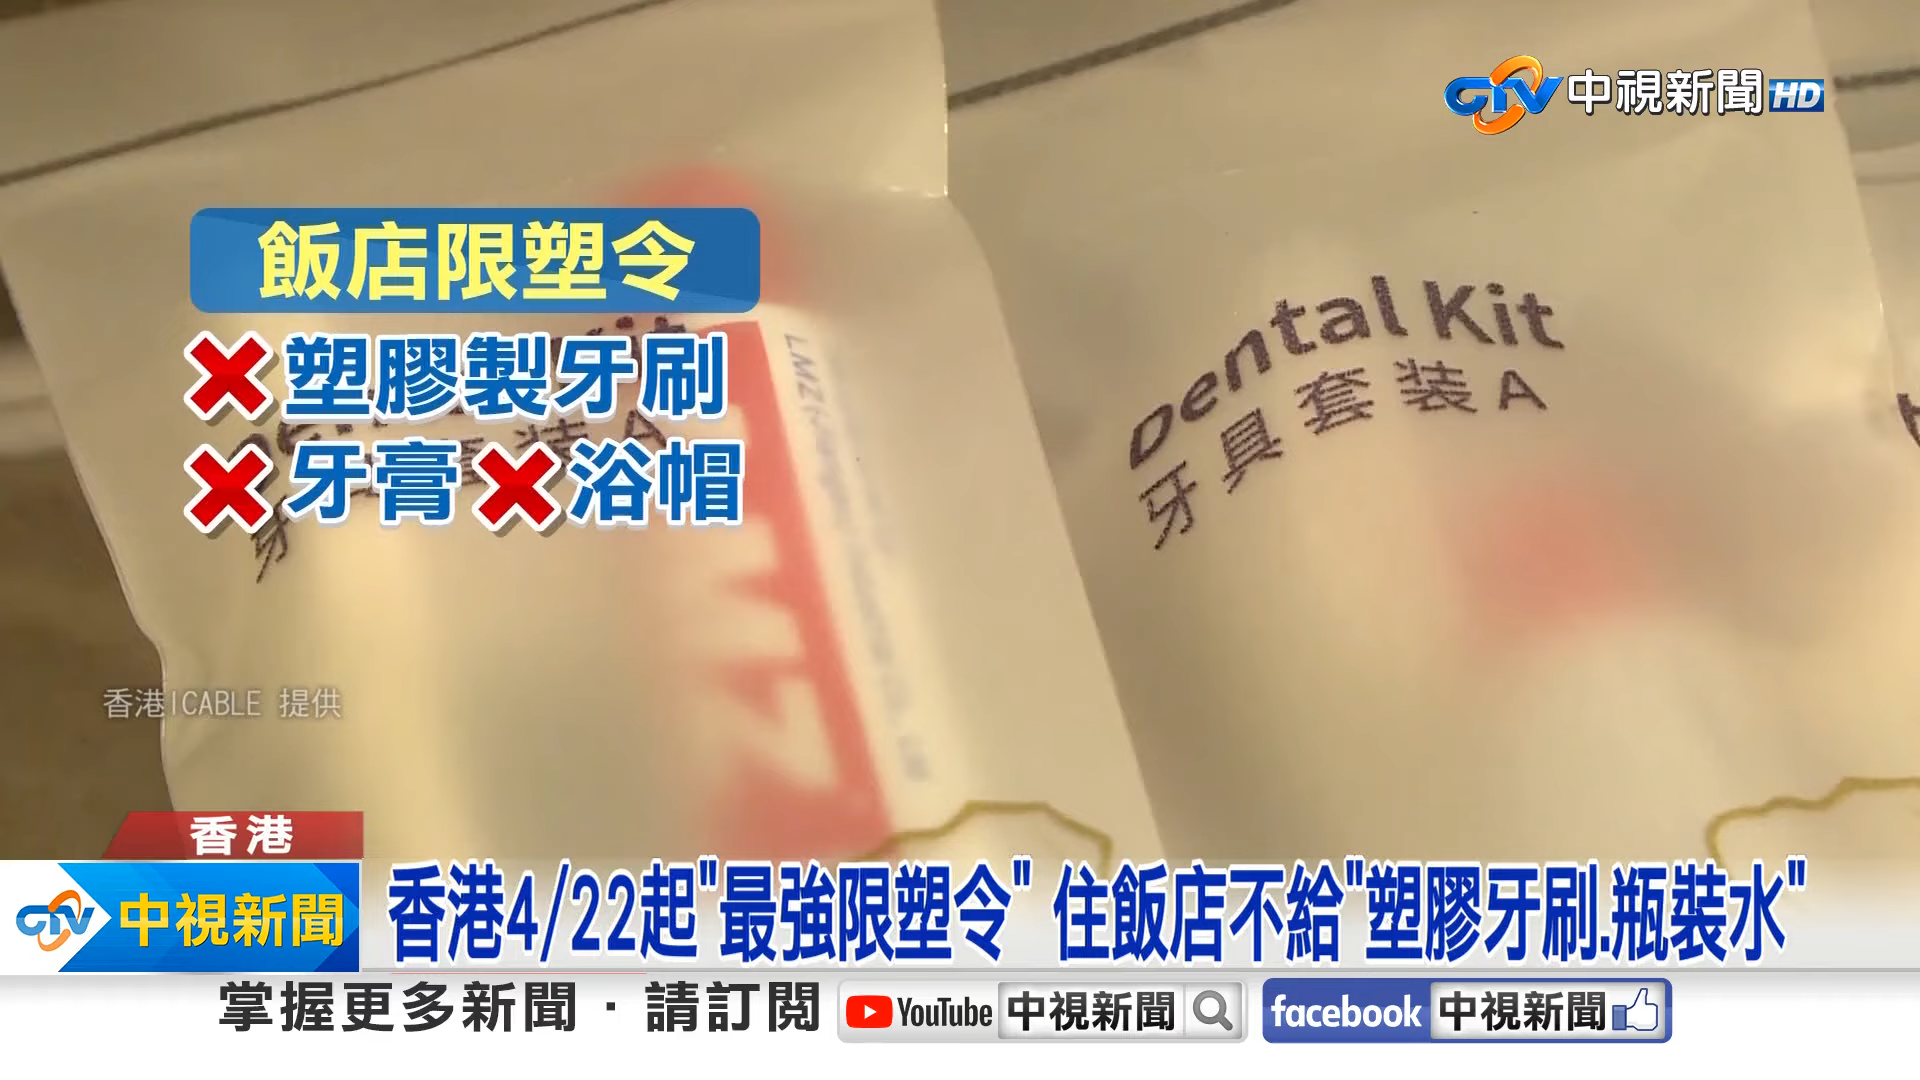 CTV 中視新聞 HD
飯店限塑令
塑膠製牙刷
牙膏 浴帽
Dental Kit
牙具套装A
LMZ
香港ICABLE 提供
香港
CTV 中視新聞
香港4/22起"最強限塑令" 住飯店不給"塑膠牙刷.瓶裝水"
掌握更多新聞·請訂閱 YouTube 中視新聞 facebook 中視新聞